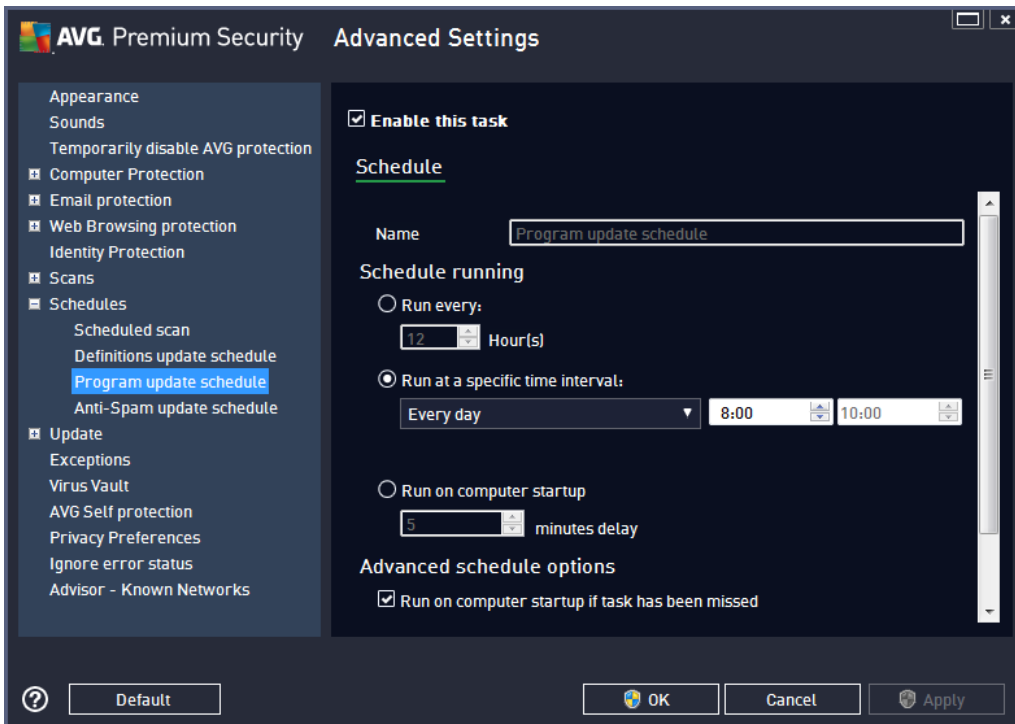 AVG. Premium Security
Advanced Settings
Appearance
Sounds
Temporarily disable AVG protection
Computer Protection
Email protection
Web Browsing protection
Identity Protection
Scans
Schedules
Scheduled scan
Definitions update schedule
Program update schedule
Anti-Spam update schedule
Update
Exceptions
Virus Vault
AVG Self protection
Privacy Preferences
Ignore error status
Advisor - Known Networks
Enable this task
Schedule
Name Program update schedule
Schedule running
Run every:
12 Hour(s)
Run at a specific time interval:
Every day 8:00 10:00
Run on computer startup
5 minutes delay
Advanced schedule options
Run on computer startup if task has been missed
? Default OK Cancel Apply